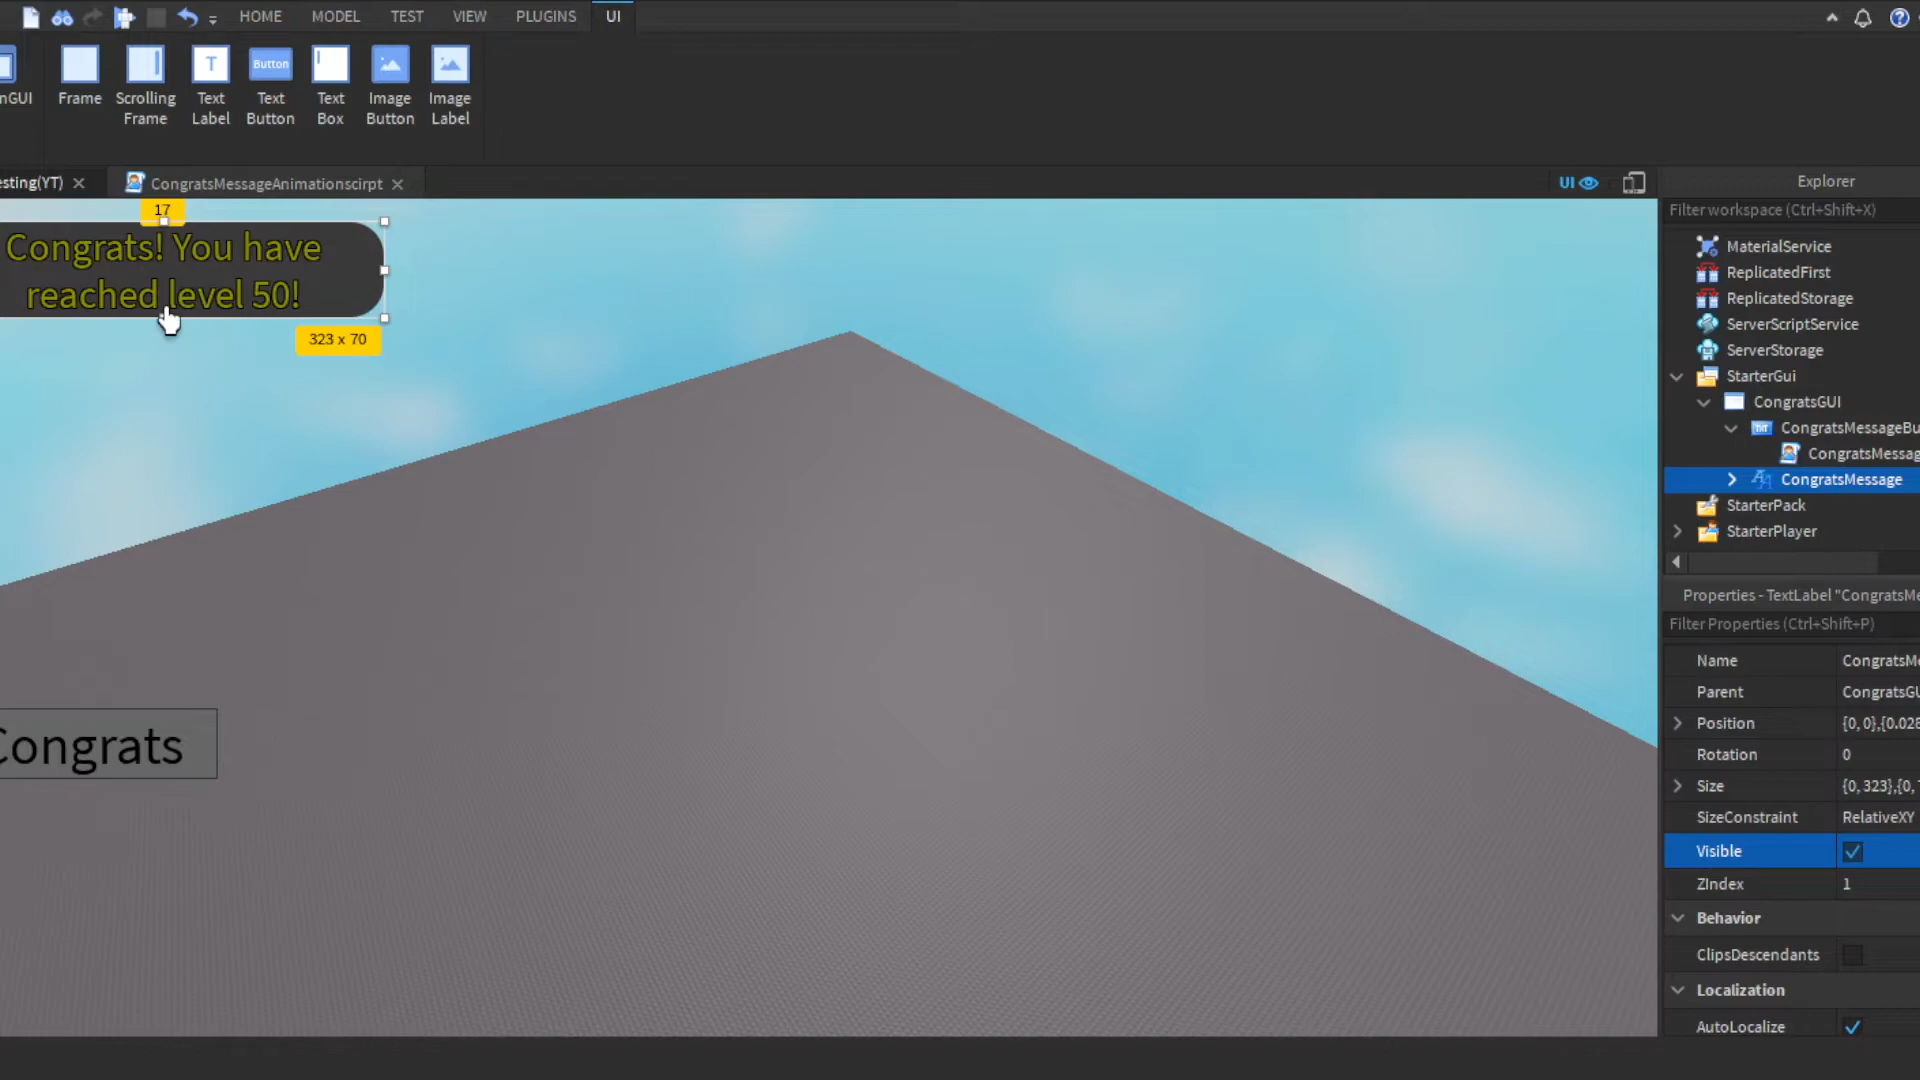 HOME MODEL TEST VIEW PLUGINS UI
nGUI Frame Scrolling Frame Text Label Button Text Button Text Box Image Button Image Label
T
esting(YT) CongratsMessageAnimationscirpt UI Explorer
17
Filter workspace (Ctrl+Shift+X)
Congrats! You have
reached level 50!
323 x 70
MaterialService
ReplicatedFirst
ReplicatedStorage
ServerScriptService
ServerStorage
StarterGui
CongratsGUI
TXT CongratsMessageBu
CongratsMessag
CongratsMessage
StarterPack
StarterPlayer
Congrats
Properties - TextLabel "CongratsMe
Filter Properties (Ctrl+Shift+P)
Name CongratsMe
Parent CongratsGU
Position {0, 0},{0.028
Rotation 0
Size {0, 323},{0, 7
SizeConstraint RelativeXY
Visible
ZIndex 1
Behavior
ClipsDescendants
Localization
AutoLocalize